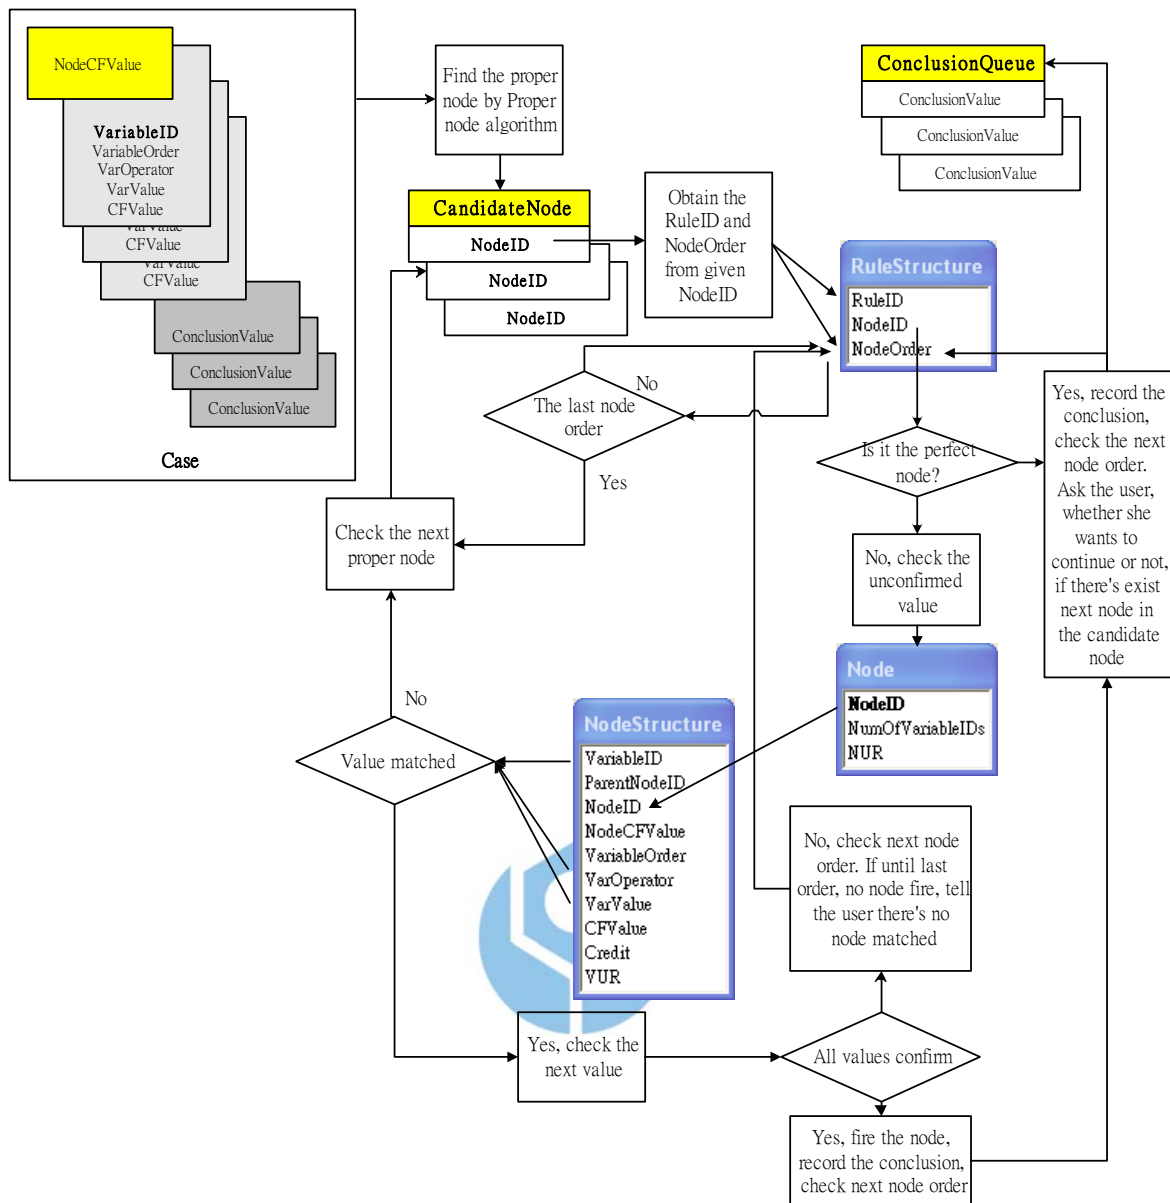 NodeCFValue
VariableID
VariableOrder
VarOperator
VarValue
CFValue
VarValue
CFValue
VarValue
CFValue
ConclusionValue
ConclusionValue
ConclusionValue
Case
Find the proper
node by Proper
node algorithm
CandidateNode
NodeID
NodeID
NodeID
Obtain the
RuleID and
NodeOrder
from given
NodeID
ConclusionQueue
ConclusionValue
ConclusionValue
ConclusionValue
RuleStructure
RuleID
NodeID
NodeOrder
No
The last node
order
Yes
Check the next
proper node
Is it the perfect
node?
Yes, record the
conclusion,
check the next
node order.
Ask the user,
whether she
wants to
continue or not,
if there's exist
next node in
the candidate
node
No, check the
unconfirmed
value
Node
NodeID
NumOfVariableIDs
NUR
No
Value matched
NodeStructure
VariableID
ParentNodeID
NodeID
NodeCFValue
VariableOrder
VarOperator
VarValue
CFValue
Credit
VUR
No, check next node
order. If until last
order, no node fire, tell
the user there's no
node matched
Yes, check the
next value
All values confirm
Yes, fire the node,
record the conclusion,
check next node order